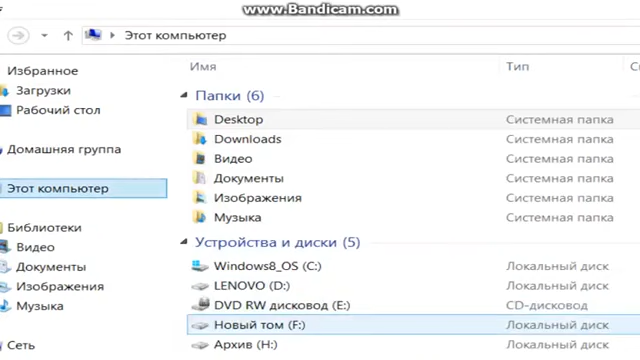 www.Bandicam.com
Этот компьютер
Имя
Тип
Избранное
Загрузки
Рабочий стол
Домашняя группа
Этот компьютер
Библиотеки
Видео
Документы
Изображения
Музыка
Сеть
Папки (6)
Desktop Системная папка
Downloads Системная папка
Видео Системная папка
Документы Системная папка
Изображения Системная папка
Музыка Системная папка
Устройства и диски (5)
Windows8_OS (C:) Локальный диск
LENOVO (D:) Локальный диск
DVD RW дисковод (E:) CD-дисковод
Новый том (F:) Локальный диск
Архив (H:) Локальный диск